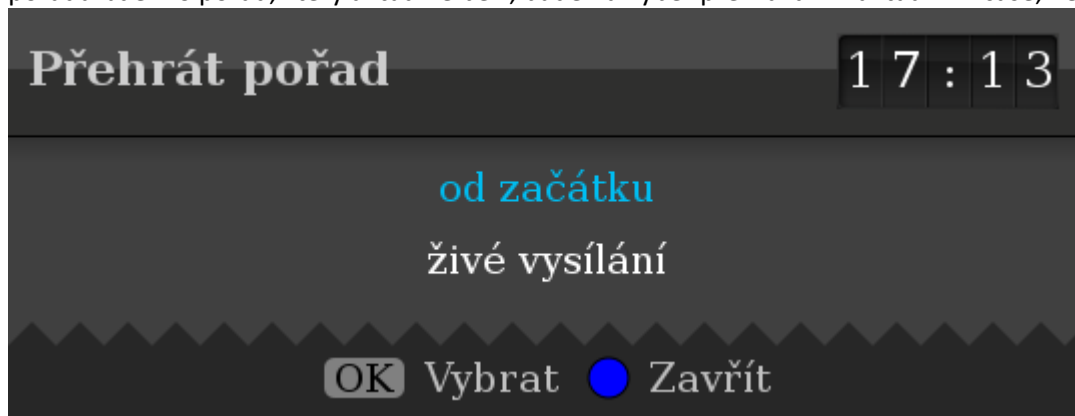 Přehrát pořad
17:13
od začátku
živé vysílání
OK Vybrat Zavřít